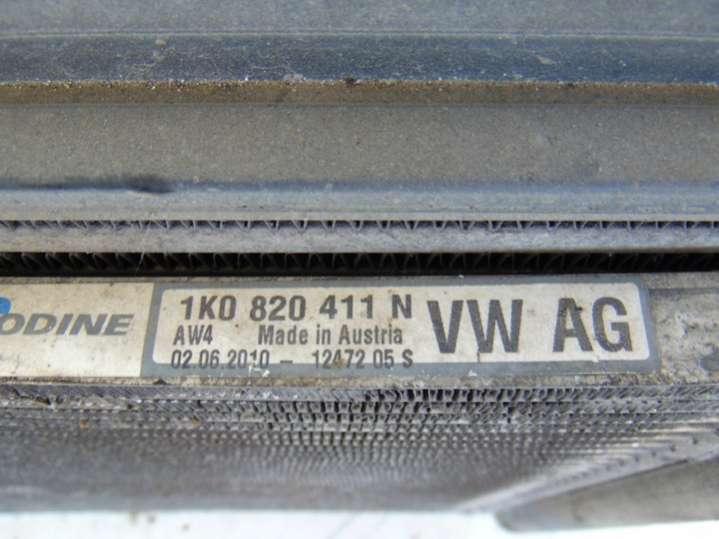 ODINE
1K0 820 411 N
AW4 Made in Austria
02.06.2010 - 12472 05 S
VW AG